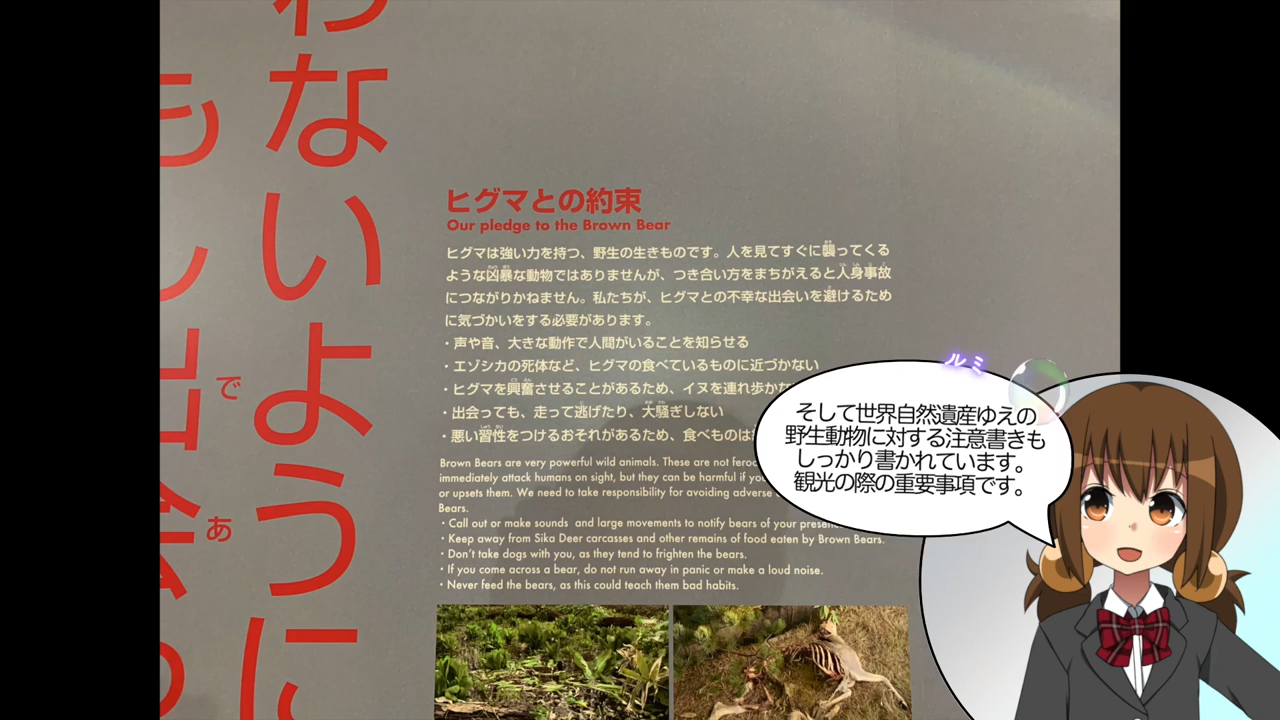 わないように
もし出会っ
で
あ
ヒグマとの約束
Our pledge to the Brown Bear
ヒグマは強い力を持つ、野生の生きものです。人を見てすぐに襲ってくる
ような凶暴な動物ではありませんが、つき合い方をまちがえると人身事故
につながりかねません。私たちが、ヒグマとの不幸な出会いを避けるため
に気づかいをする必要があります。
・声や音、大きな動作で人間がいることを知らせる
・エゾシカの死体など、ヒグマの食べているものに近づかない
・ヒグマを興奮させることがあるため、イヌを連れ歩かな
・出会っても、走って逃げたり、大騒ぎしない
・悪い習性をつけるおそれがあるため、食べものは
Brown Bears are very powerful wild animals. These are not
immediately attack humans on sight, but they can be harmful if
or upsets them. We need to take responsibility for avoiding adverse
Bears.
・Call out or make sounds and large movements to notify bears of your
・Keep away from Sika Deer carcasses and other remains of food eaten by Brown Bears.
・Don't take dogs with you, as they tend to frighten the bears.
・If you come across a bear, do not run away in panic or make a loud noise.
・Never feed the bears, as this could teach them bad habits.
ルミ
そして世界自然遺産ゆえの
野生動物に対する注意書きも
しっかり書かれています。
観光の際の重要事項です。